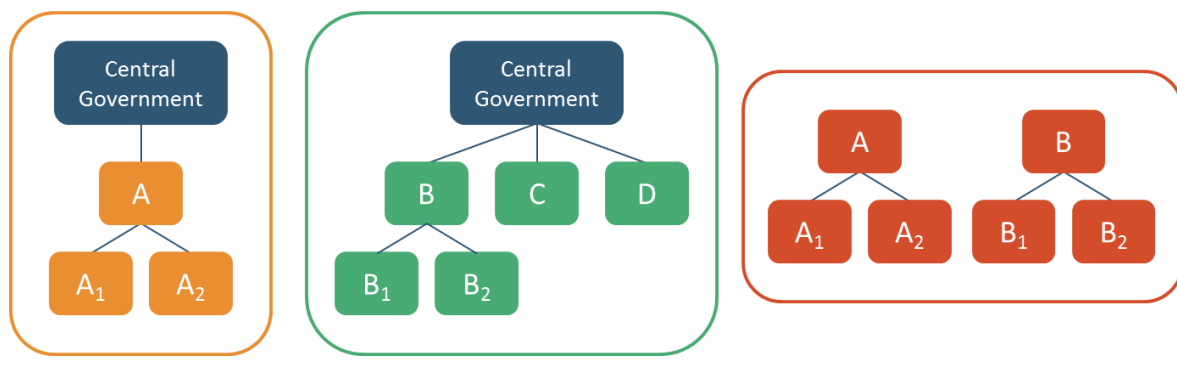 Central
Government
A
A₁
A₂
Central
Government
B
C
D
B₁
B₂
A
B
A₁
A₂
B₁
B₂